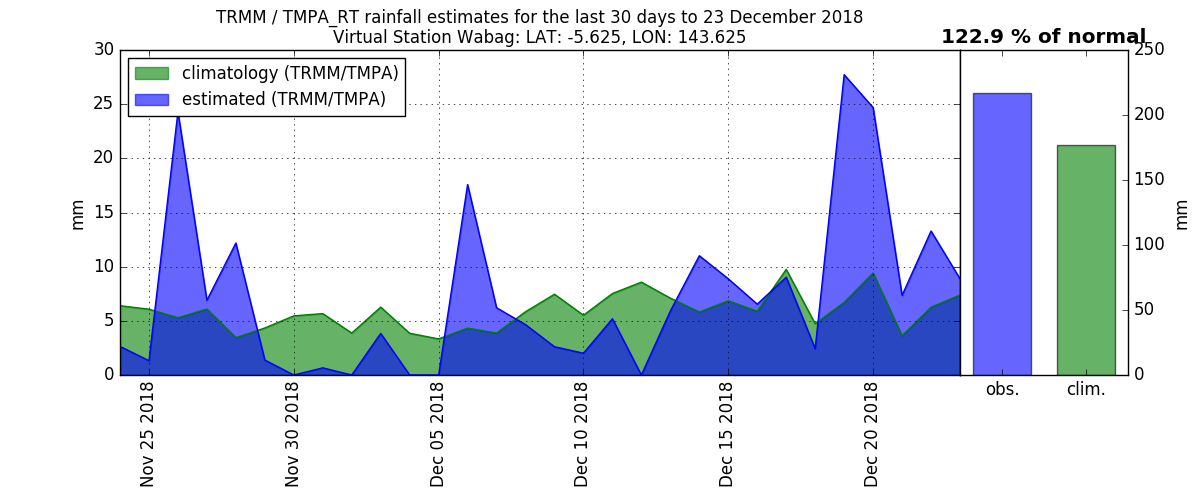 TRMM / TMPA_RT rainfall estimates for the last 30 days to 23 December 2018
Virtual Station Wabag: LAT: -5.625, LON: 143.625
122.9 % of normal
climatology (TRMM/TMPA)
estimated (TRMM/TMPA)
30
25
20
15
10
5
0
mm
Nov 25 2018
Nov 30 2018
Dec 05 2018
Dec 10 2018
Dec 15 2018
Dec 20 2018
obs.
clim.
250
200
150
100
50
0
mm